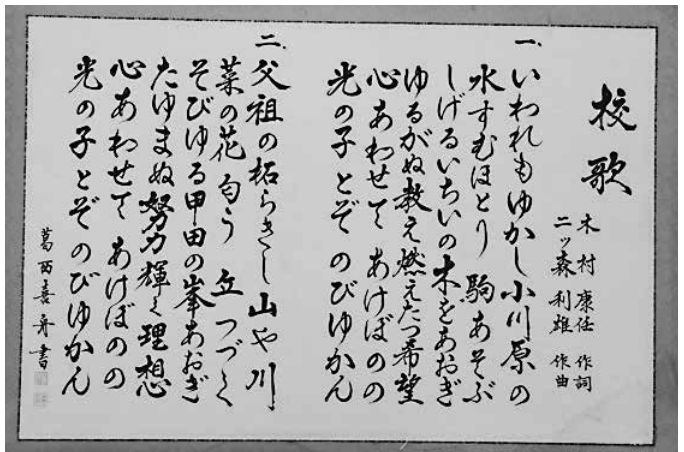 校歌
木村康任 作詞
二ッ森利雄 作曲
一、いわれもゆかし小川原の
水すむほとり 駒あそぶ
しげるいちいの木をあおぎ
ゆるがぬ教え燃えたつ希望
心あわせて あけぼのの
光の子とぞ のびゆかん
二、父祖の拓らきし山や川
菜の花匂う 丘つづく
そびゆる甲田の峯あおぎ
たゆまぬ努力輝く理想
心あわせて あけぼのの
光の子とぞ のびゆかん
葛西喜舟書